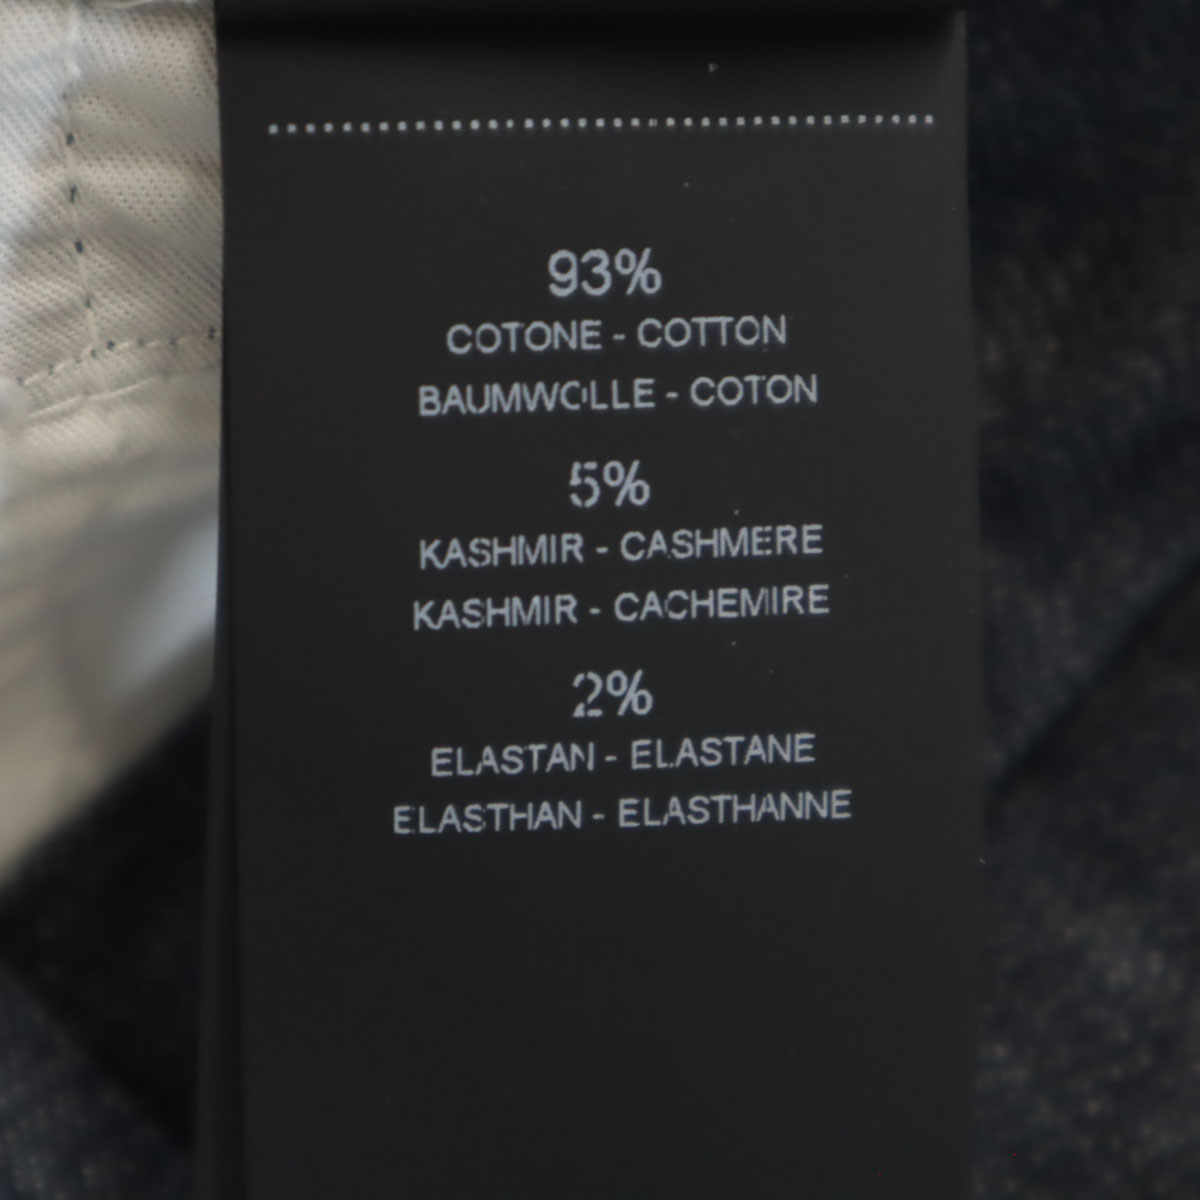 93%
COTONE - COTTON
BAUMWOLLE - COTON
5%
KASHMIR - CASHMERE
KASHMIR - CACHEMIRE
2%
ELASTAN - ELASTANE
ELASTHAN - ELASTHANNE